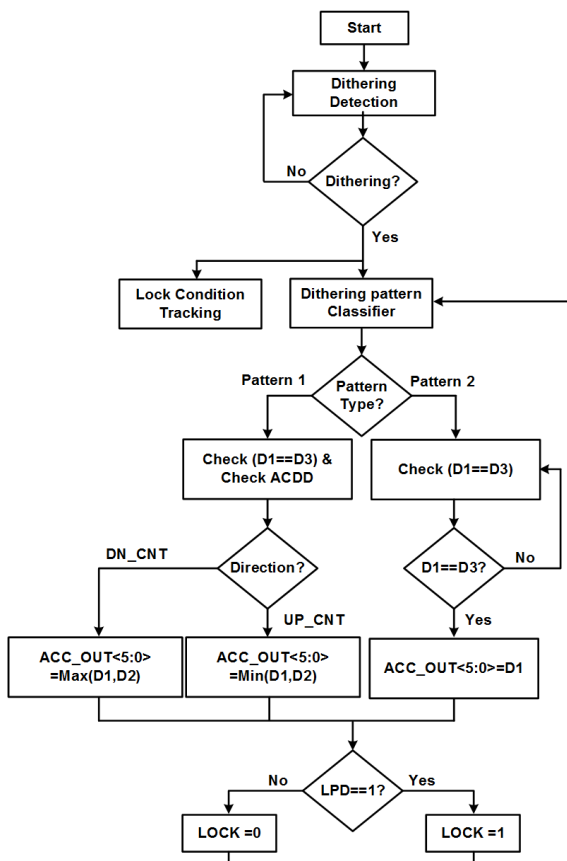 Start
Dithering
Detection
No
Dithering?
Yes
Lock Condition
Tracking
Dithering pattern
Classifier
Pattern 1
Pattern
Type?
Pattern 2
Check (D1==D3) &
Check ACDD
Check (D1==D3)
DN_CNT
Direction?
D1==D3?
No
UP_CNT
Yes
ACC_OUT<5:0>
=Max(D1,D2)
ACC_OUT<5:0>
=Min(D1,D2)
ACC_OUT<5:0>=D1
No
LPD==1?
Yes
LOCK =0
LOCK =1